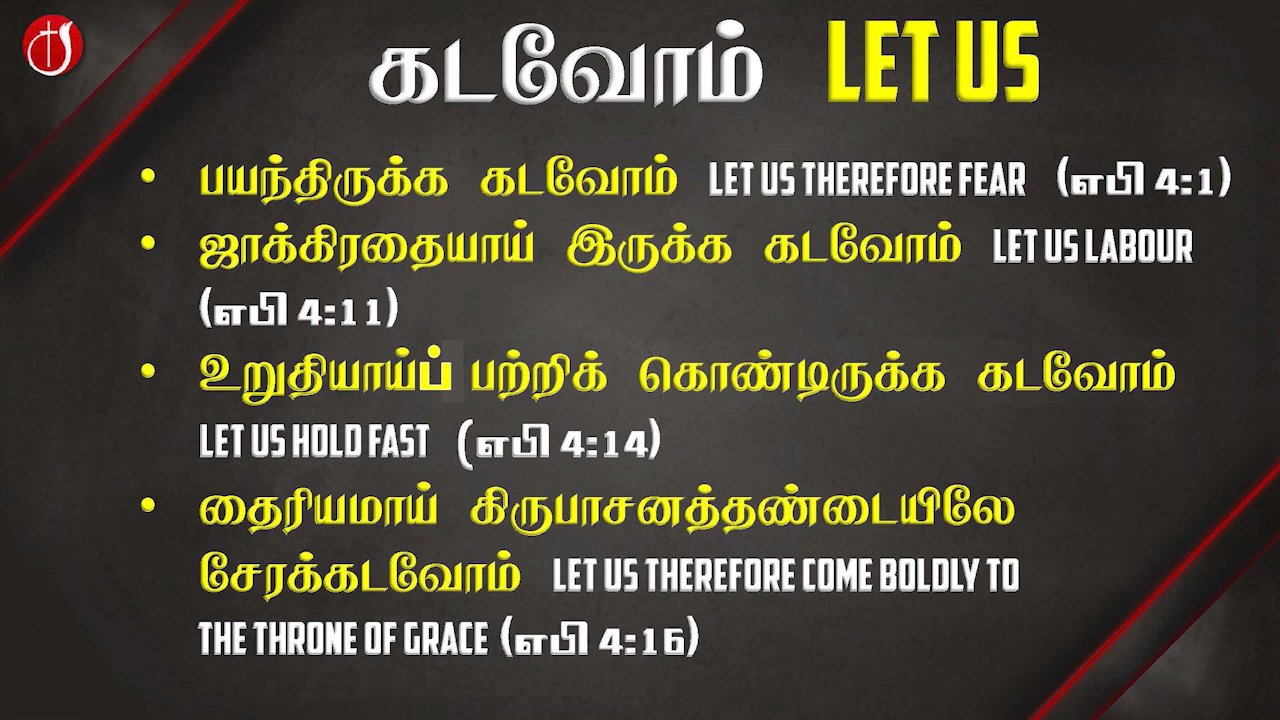 கடவோம் LET US
• பயந்திருக்க கடவோம் LET US THEREFORE FEAR (எபி 4:1)
• ஜாக்கிரதையாய் இருக்க கடவோம் LET US LABOUR
(எபி 4:11)
• உறுதியாய்ப் பற்றிக் கொண்டிருக்க கடவோம்
LET US HOLD FAST (எபி 4:14)
• தைரியமாய் கிருபாசனத்தண்டையிலே
சேரக்கடவோம் LET US THEREFORE COME BOLDLY TO
THE THRONE OF GRACE (எபி 4:16)